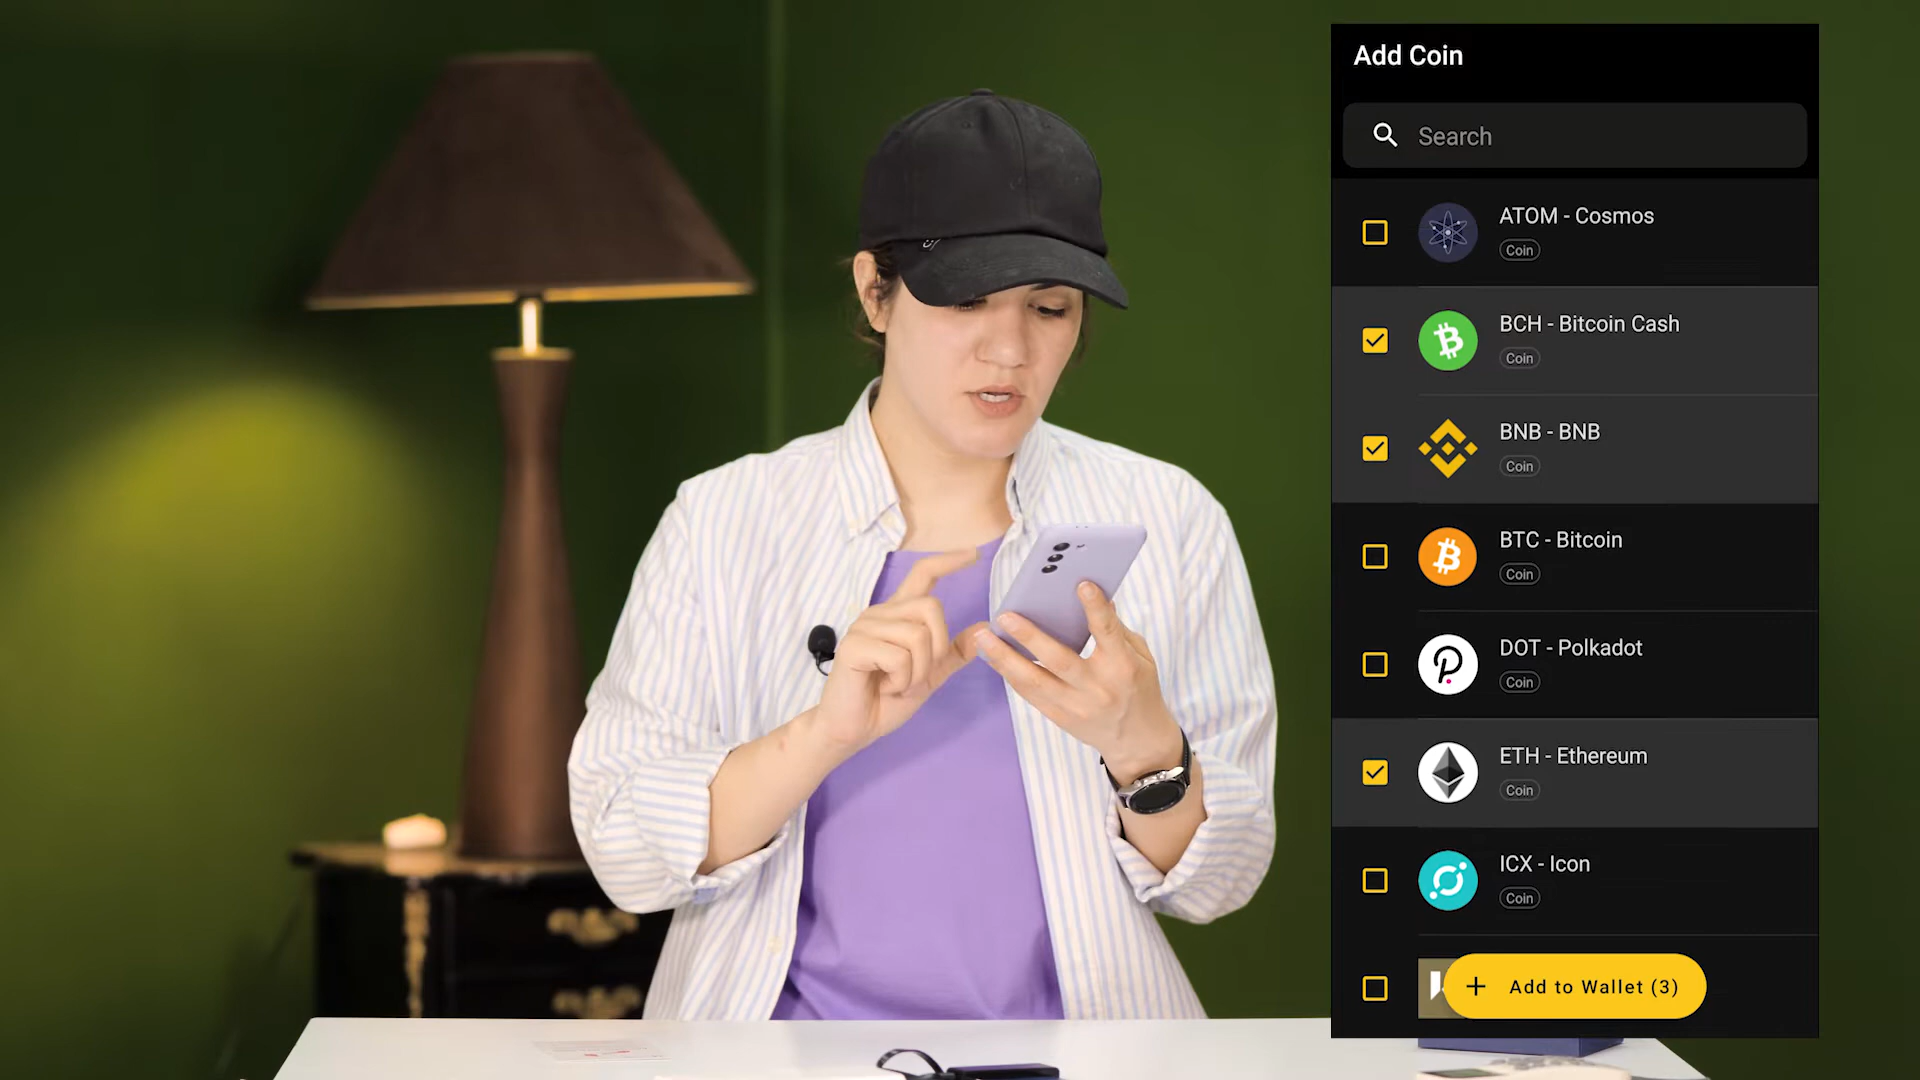 Add Coin
Search
ATOM - Cosmos
Coin
BCH - Bitcoin Cash
Coin
BNB - BNB
Coin
BTC - Bitcoin
Coin
DOT - Polkadot
Coin
ETH - Ethereum
Coin
ICX - Icon
Coin
Add to Wallet (3)